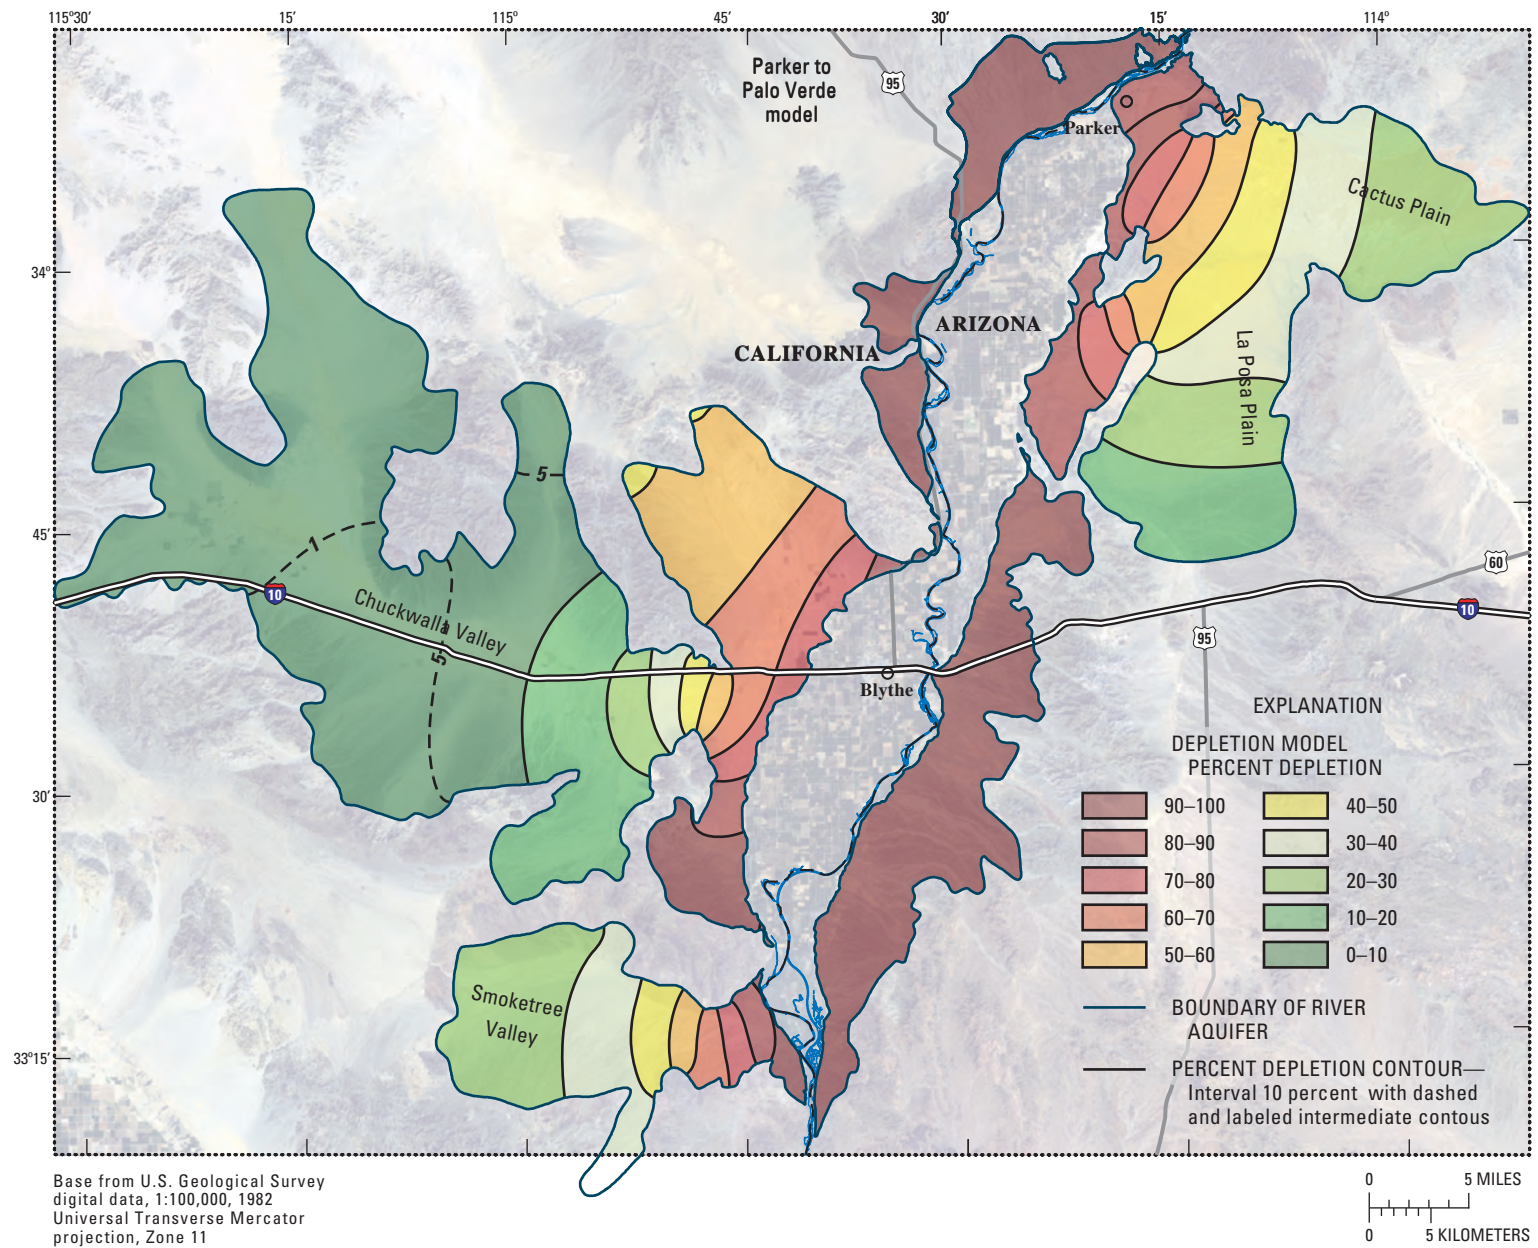 115°30′ 15′ 115° 45′ 30′ 15′ 114°
Parker to
Palo Verde
model
95
Parker
Cactus Plain
34°
ARIZONA
CALIFORNIA
La Posa Plain
5
45′
1
60
10
10
Chuckwalla Valley
95
5
Blythe
30′
Smoketree
Valley
33°15′
EXPLANATION
DEPLETION MODEL
PERCENT DEPLETION
90–100
80–90
70–80
60–70
50–60
40–50
30–40
20–30
10–20
0–10
BOUNDARY OF RIVER
AQUIFER
PERCENT DEPLETION CONTOUR—
Interval 10 percent with dashed
and labeled intermediate contous
Base from U.S. Geological Survey
digital data, 1:100,000, 1982
Universal Transverse Mercator
projection, Zone 11
0 5 MILES
0 5 KILOMETERS